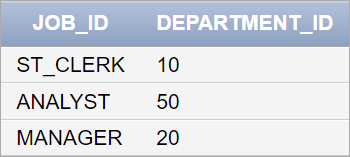 JOB_ID DEPARTMENT_ID
ST_CLERK 10
ANALYST 50
MANAGER 20